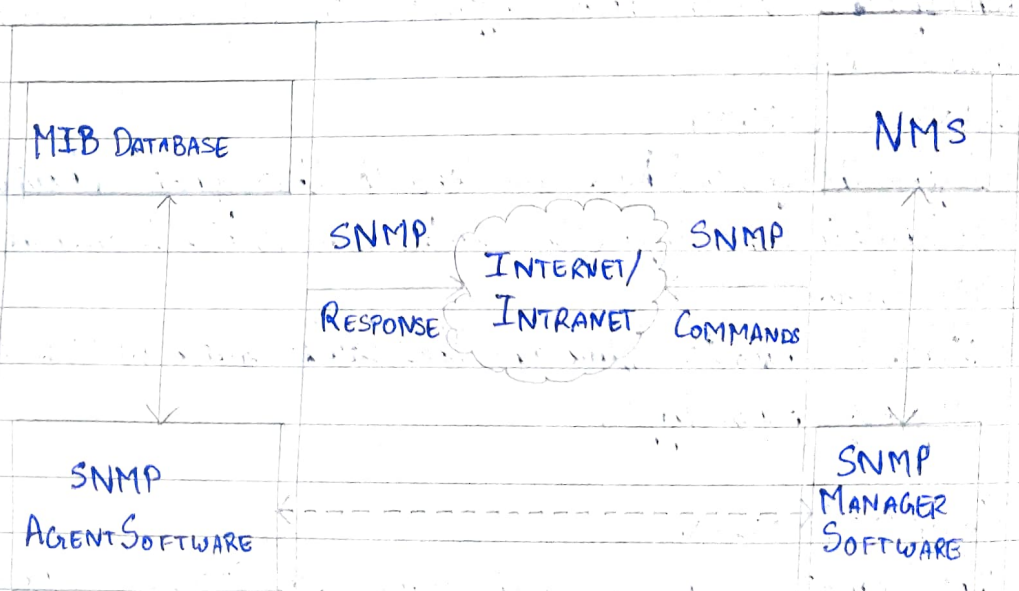 MIB DATABASE
NMS
SNMP
RESPONSE
INTERNET/
INTRANET
SNMP
COMMANDS
SNMP
AGENT SOFTWARE
SNMP
MANAGER
SOFTWARE